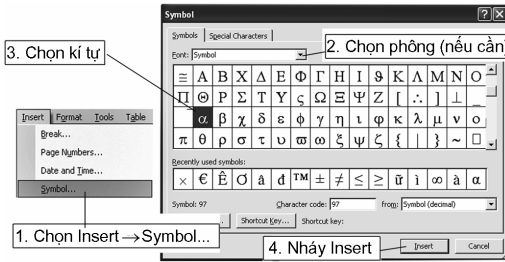 Symbol
Symbols Special Characters
3. Chọn kí tự
Font: Symbol
2. Chọn phông (nếu cần)
≅ Α Β Χ Δ Ε Φ Γ Η Ι ϑ Κ Λ Μ Ν Ο
Π Θ Ρ Σ Τ Υ ς Ω Ξ Ψ Ζ [ ∴ ] ⊥ _
α β χ δ ε φ γ η ι φ κ λ μ ν ο
π θ ρ σ τ υ ϖ ω ξ ψ ζ { | } ~
Insert Format Tools Table
Break...
Page Numbers...
Date and Time...
Symbol...
Recently used symbols:
× € Ê Ơ â đ ™ ± ≠ ≤ ≥ ữ ì ∞ à α
Symbol: 97 Character code: 97 from: Symbol (decimal)
... Shortcut Key... Shortcut key:
1. Chọn Insert → Symbol...
4. Nháy Insert
Insert Cancel